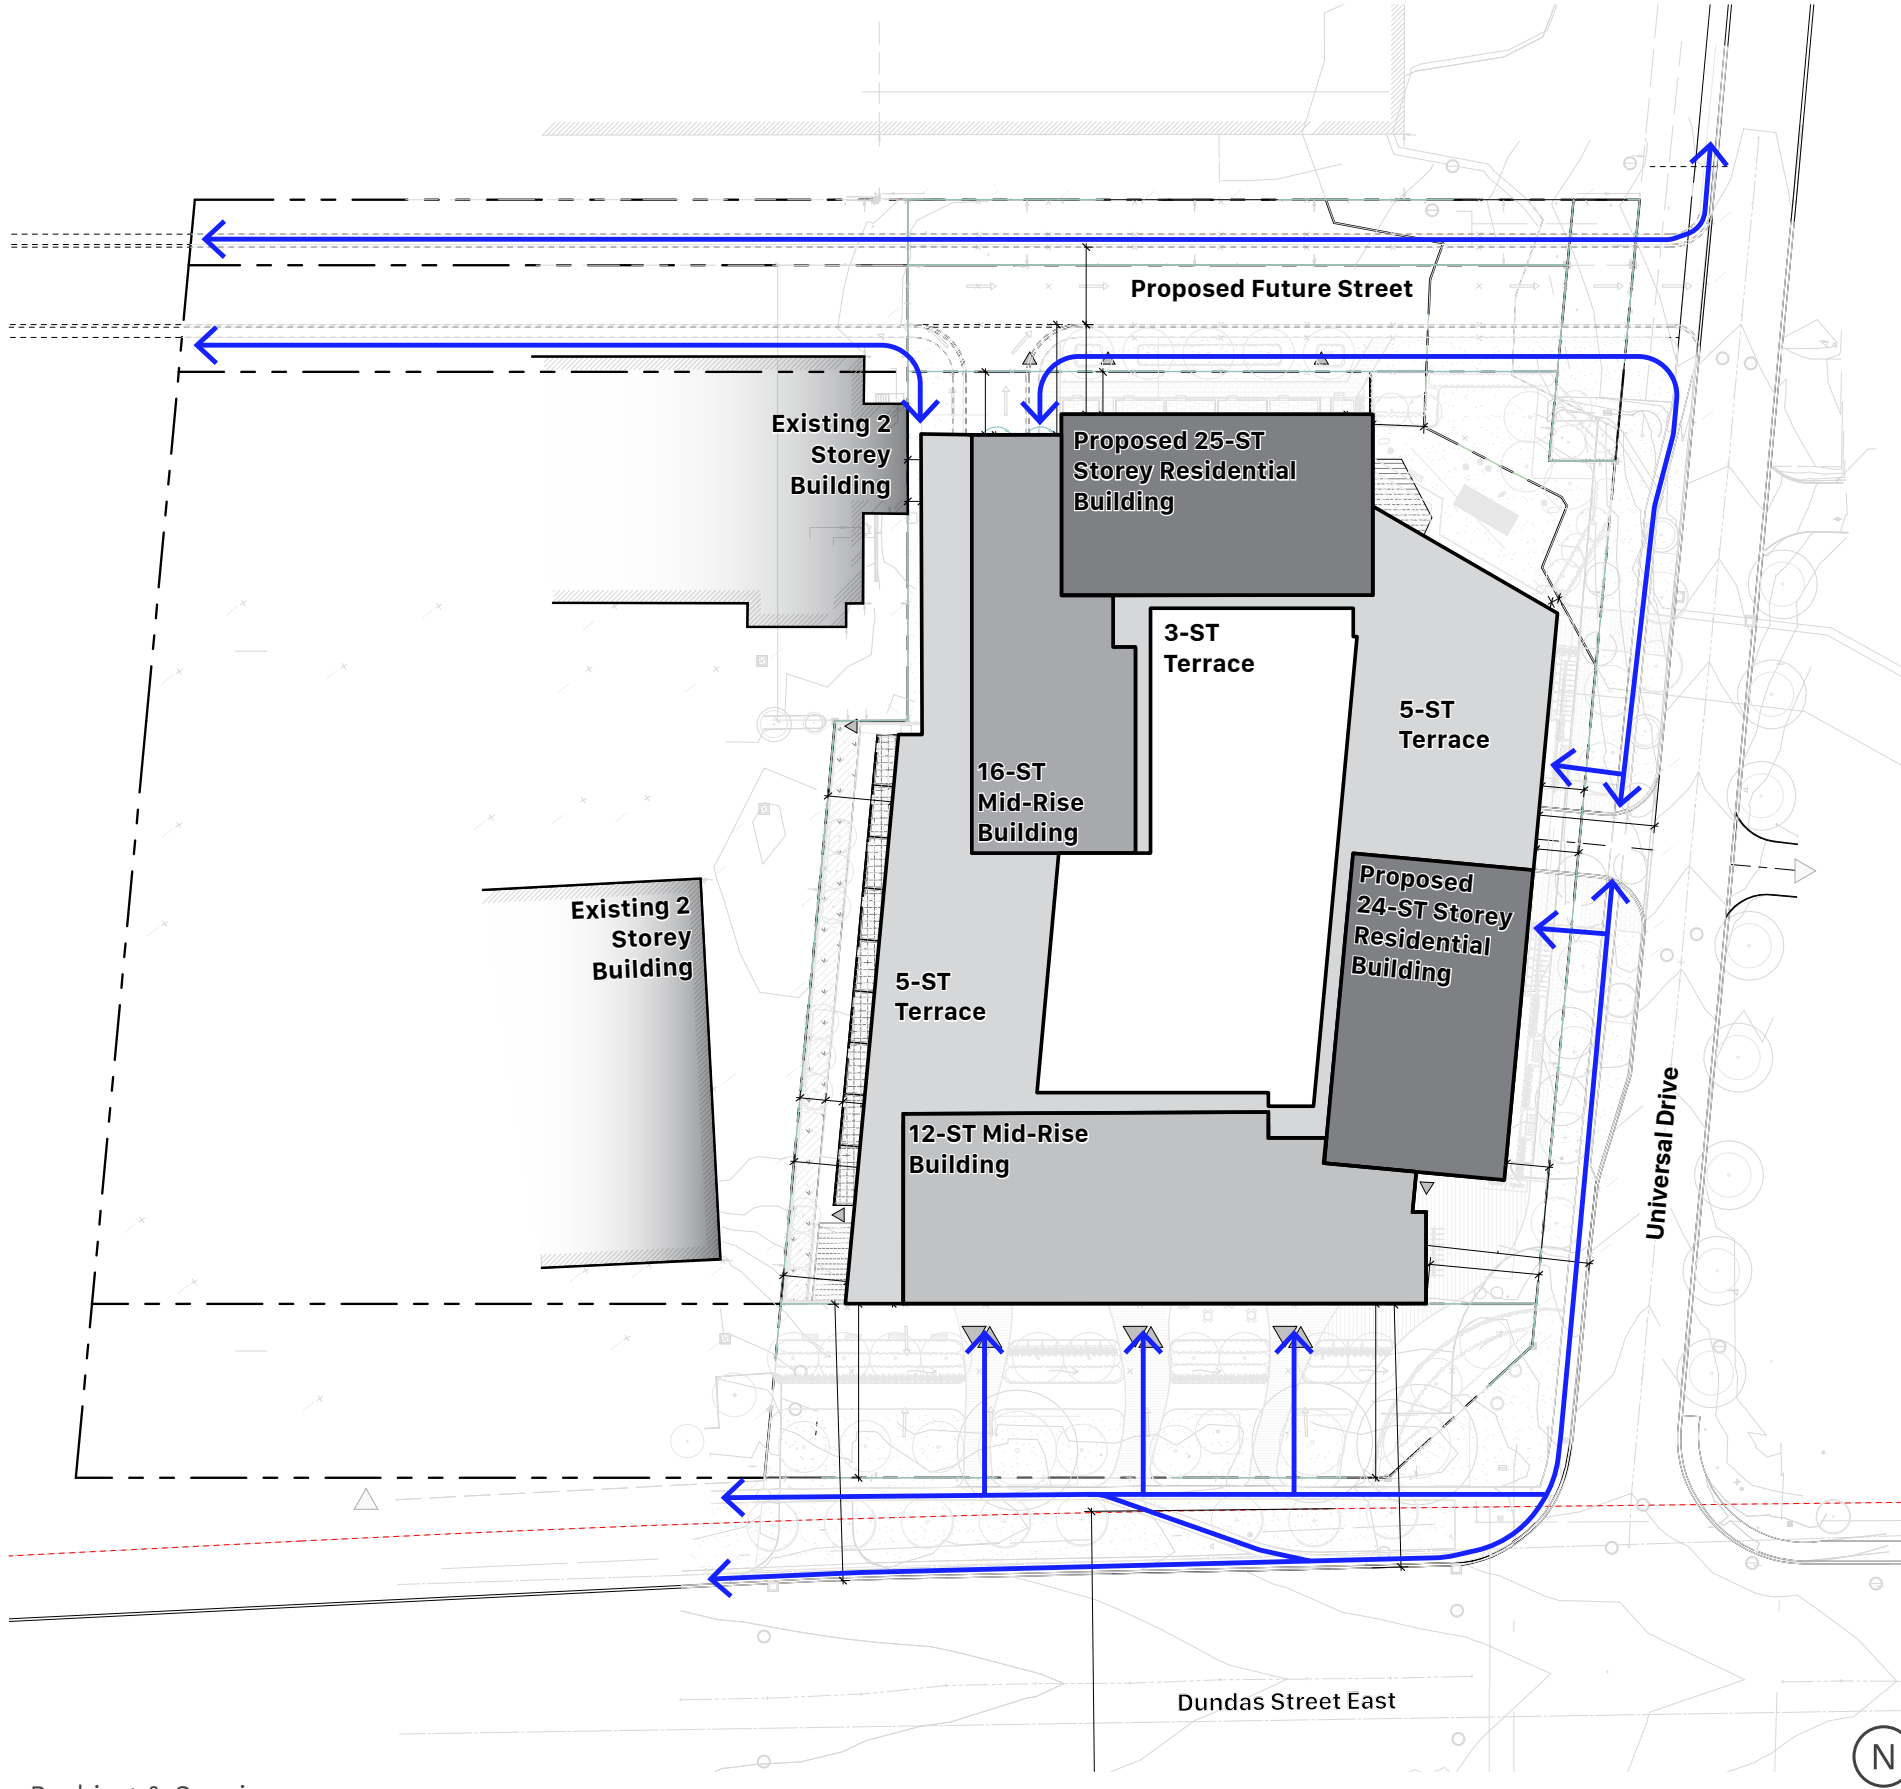 Proposed Future Street
Existing 2
Storey
Building
Proposed 25-ST
Storey Residential
Building
3-ST
Terrace
5-ST
Terrace
16-ST
Mid-Rise
Building
Proposed
24-ST Storey
Residential
Building
Existing 2
Storey
Building
5-ST
Terrace
12-ST Mid-Rise
Building
Universal Drive
Dundas Street East
N